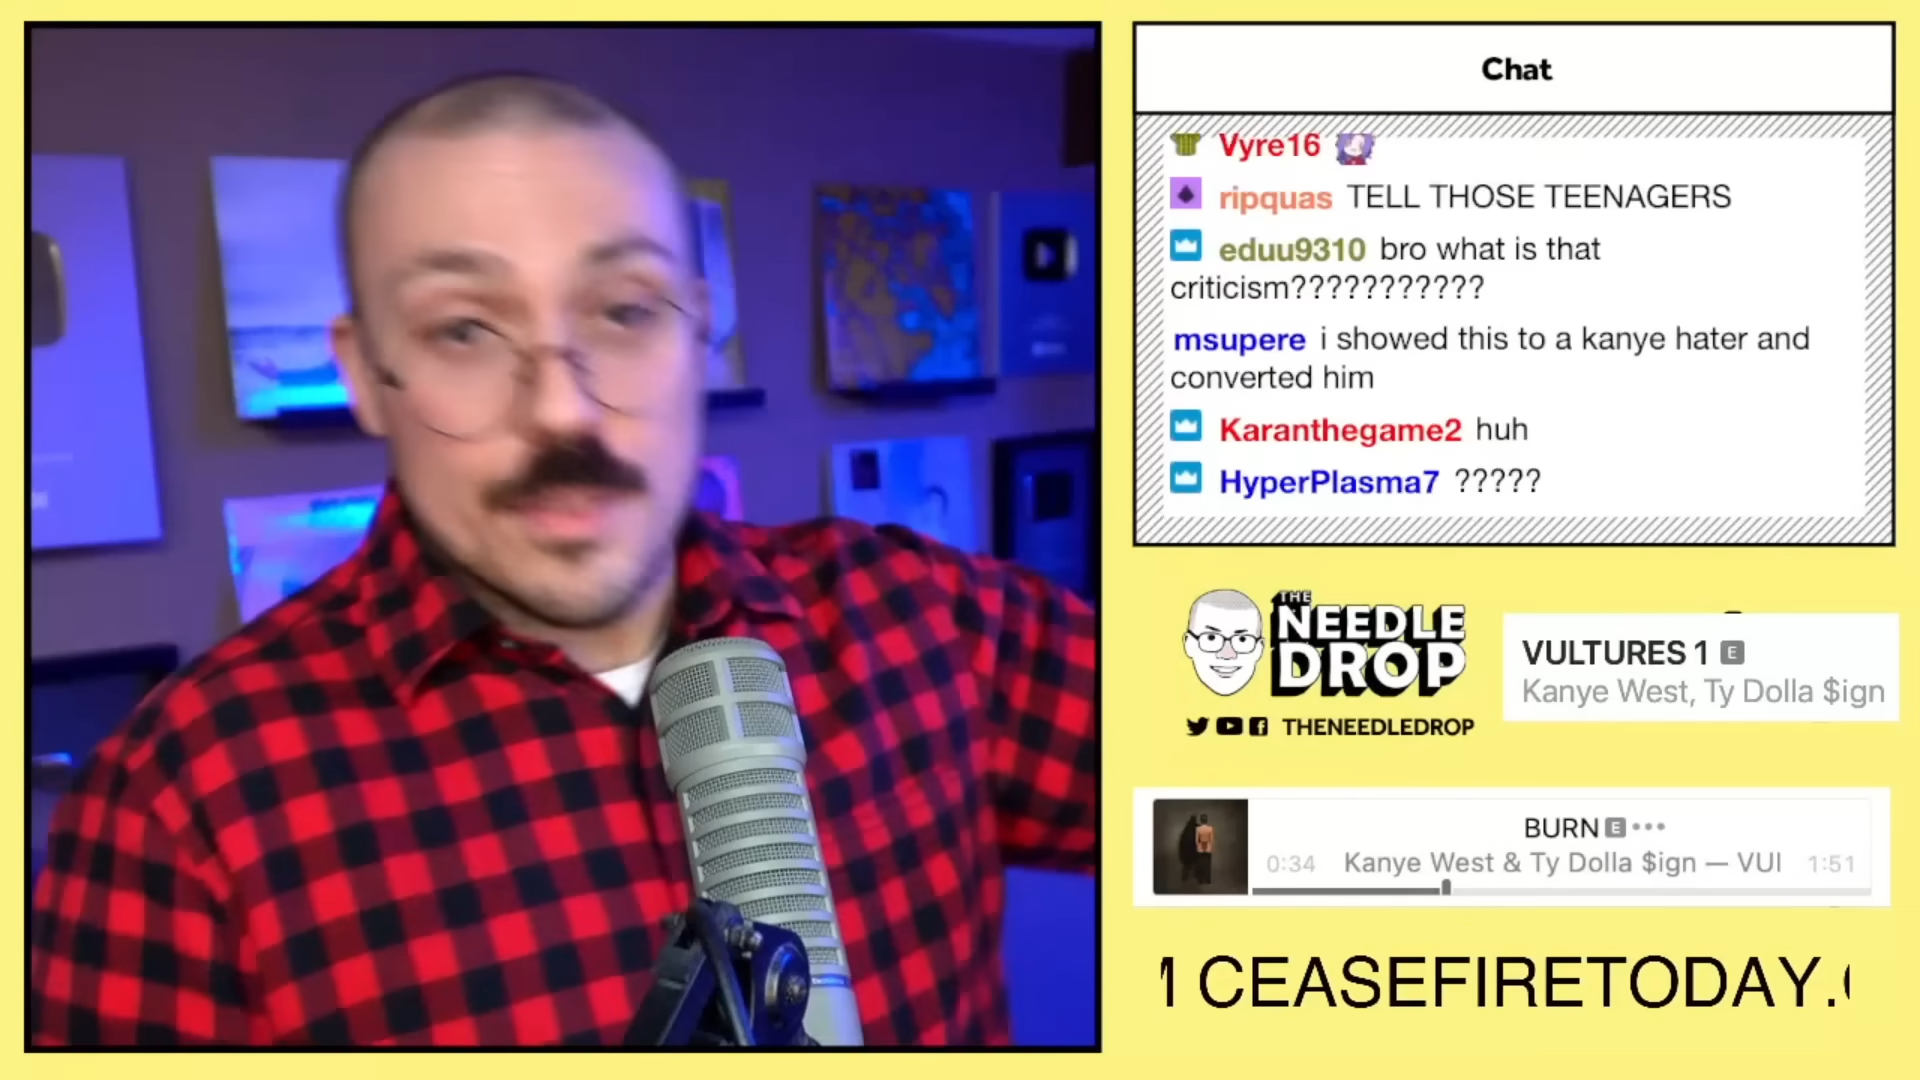 Chat
Vyre16
ripquas TELL THOSE TEENAGERS
eduu9310 bro what is that
criticism???????????
msupere i showed this to a kanye hater and
converted him
Karanthegame2 huh
HyperPlasma7 ?????
THE
NEEDLE
DROP
THENEEDLEDROP
VULTURES 1 E
Kanye West, Ty Dolla $ign
BURN E
0:34 Kanye West & Ty Dolla $ign — VUI 1:51
CEASEFIRETODAY.